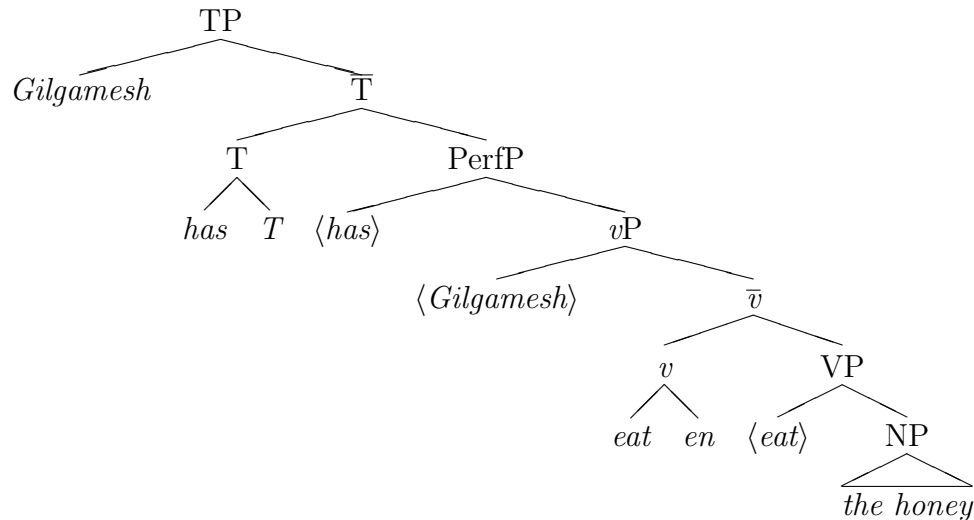 TP
Gilgamesh T̅
T PerfP
has T ⟨has⟩ vP
⟨Gilgamesh⟩ v̅
v VP
eat en ⟨eat⟩ NP
the honey